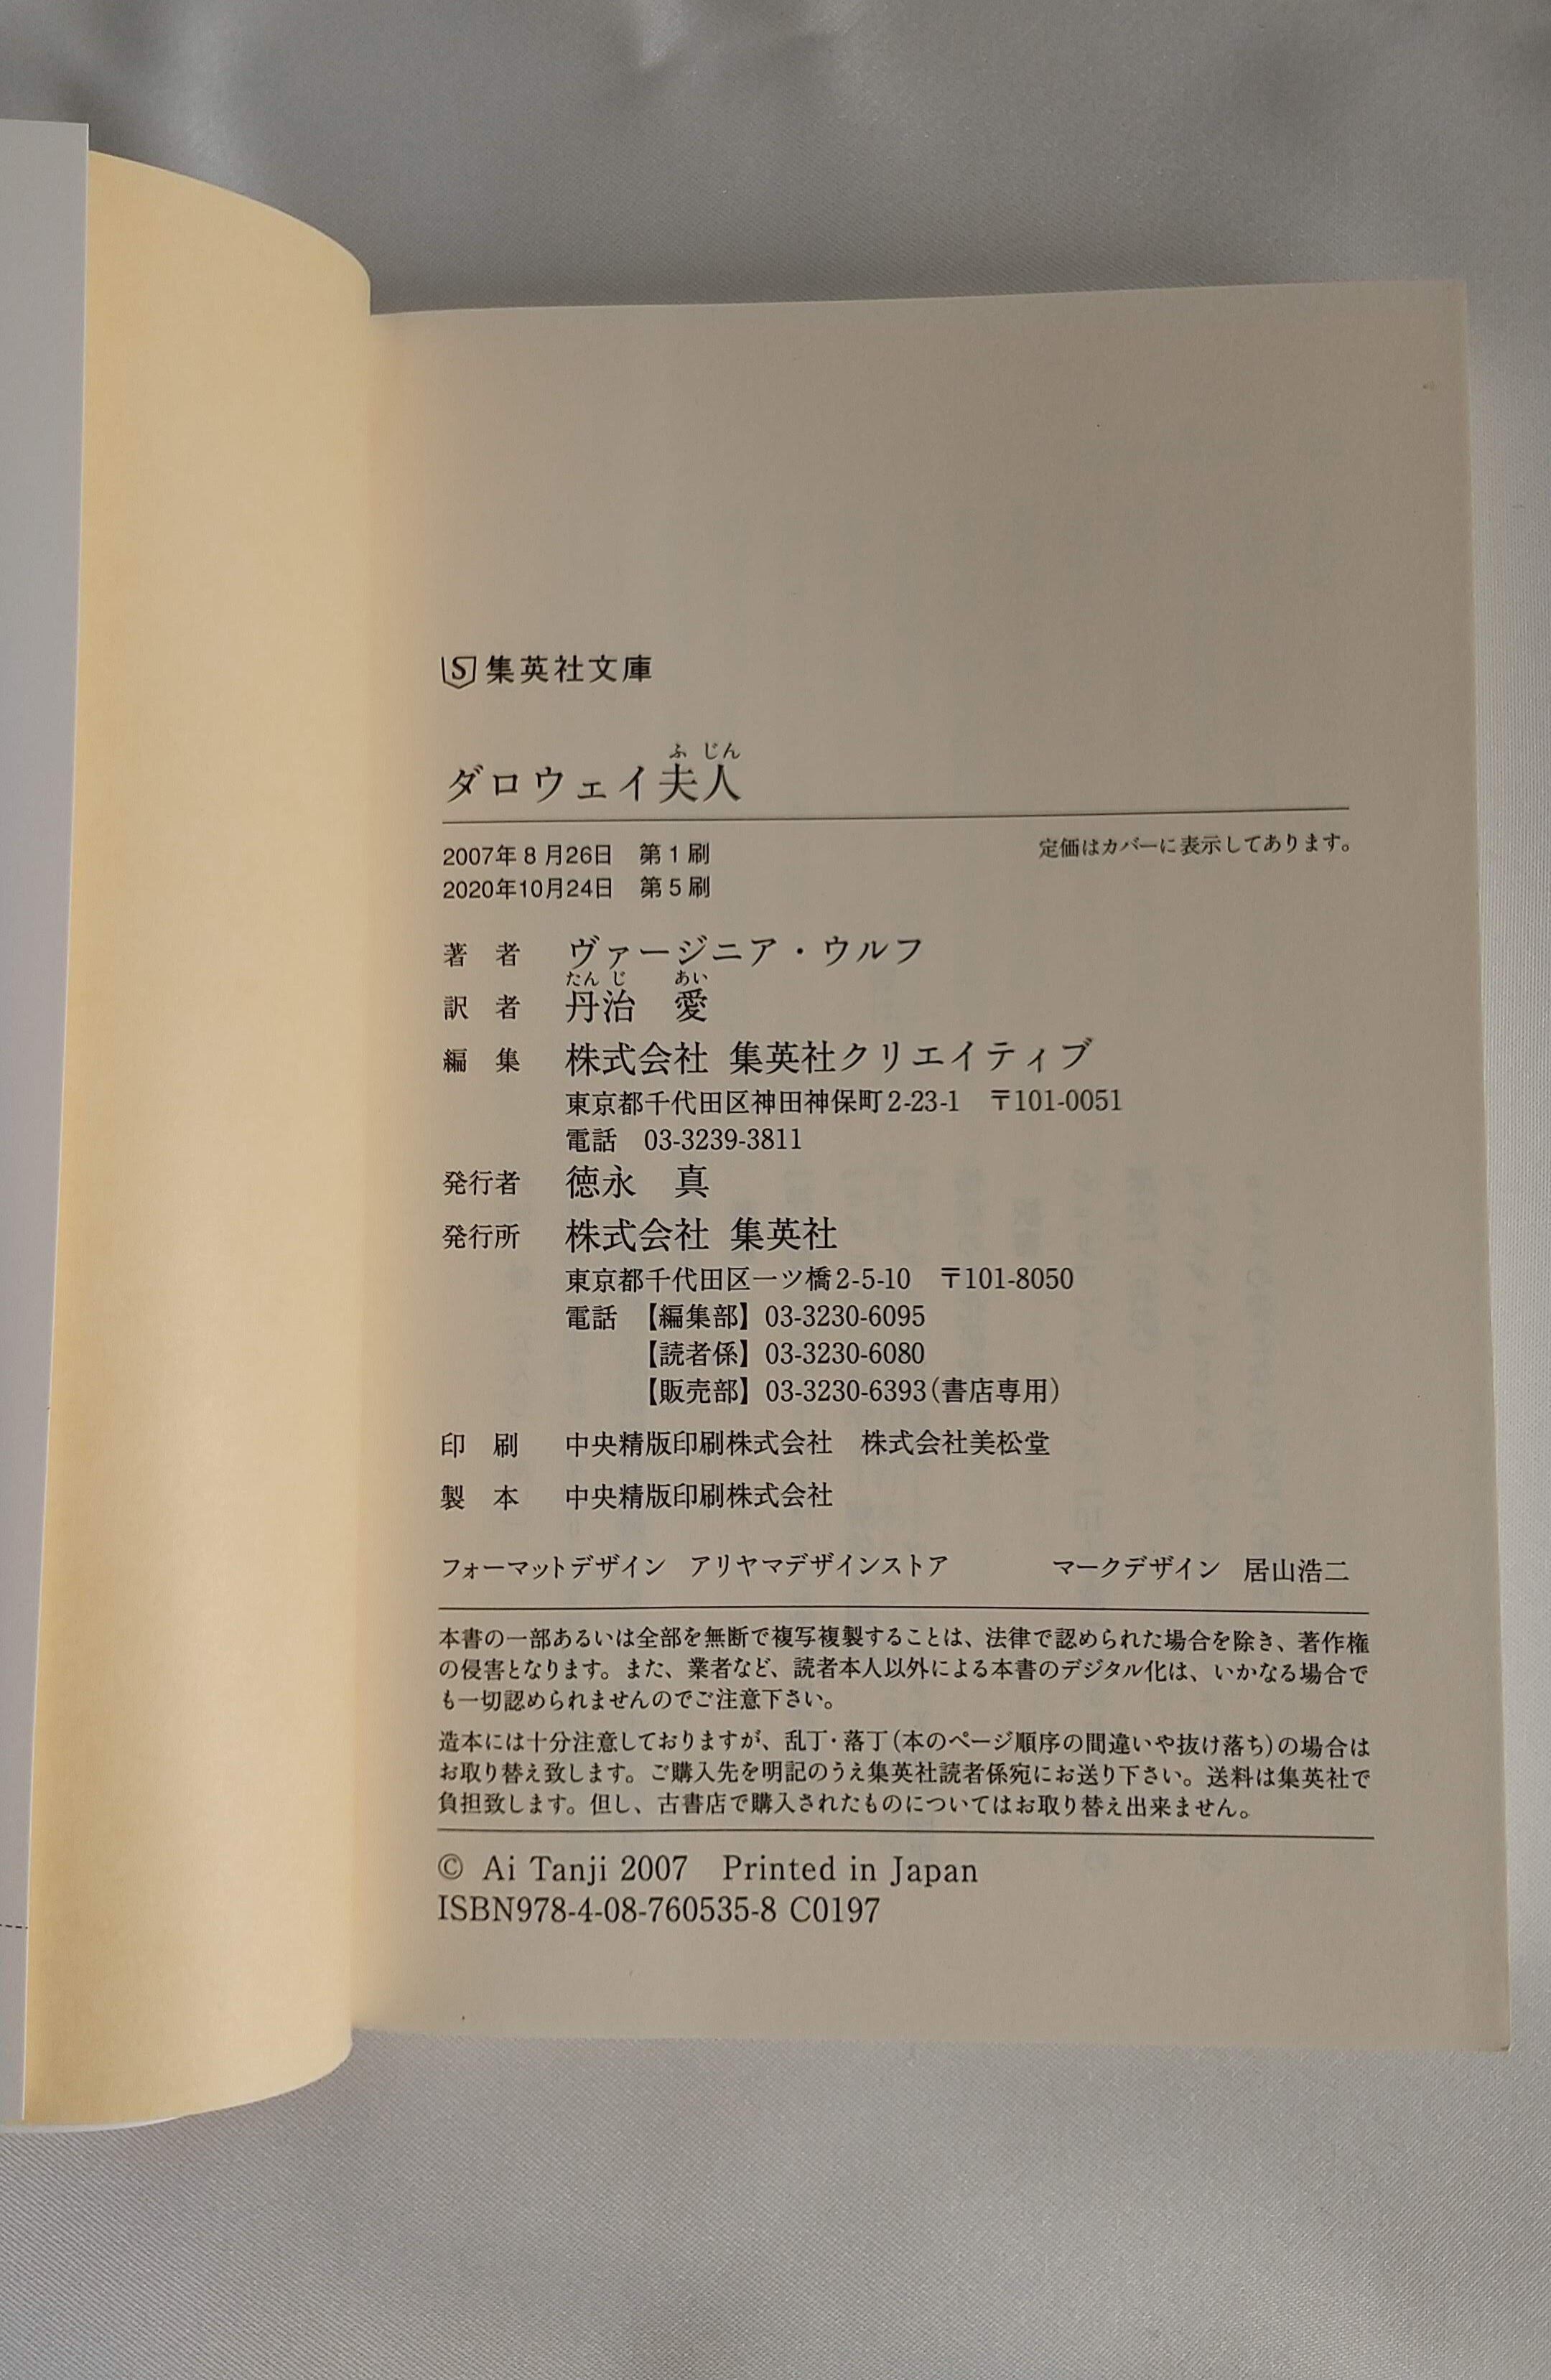 S 集英社文庫
ダロウェイ夫人
ふ じん
2007年8月26日 第1刷
定価はカバーに表示してあります。
2020年10月24日 第5刷
著 者 ヴァージニア・ウルフ
たん じ あい
訳 者 丹治 愛
編 集 株式会社 集英社クリエイティブ
東京都千代田区神田神保町2-23-1 〒101-0051
電話 03-3239-3811
発行者 徳永 真
発行所 株式会社 集英社
東京都千代田区一ツ橋2-5-10 〒101-8050
電話 【編集部】03-3230-6095
【読者係】03-3230-6080
【販売部】03-3230-6393(書店専用)
印 刷 中央精版印刷株式会社 株式会社美松堂
製 本 中央精版印刷株式会社
フォーマットデザイン アリヤマデザインストア マークデザイン 居山浩二
本書の一部あるいは全部を無断で複写複製することは、法律で認められた場合を除き、著作権
の侵害となります。また、業者など、読者本人以外による本書のデジタル化は、いかなる場合で
も一切認められませんのでご注意下さい。
造本には十分注意しておりますが、乱丁・落丁(本のページ順序の間違いや抜け落ち)の場合は
お取り替え致します。ご購入先を明記のうえ集英社読者係宛にお送り下さい。送料は集英社で
負担致します。但し、古書店で購入されたものについてはお取り替え出来ません。
© Ai Tanji 2007 Printed in Japan
ISBN978-4-08-760535-8 C0197